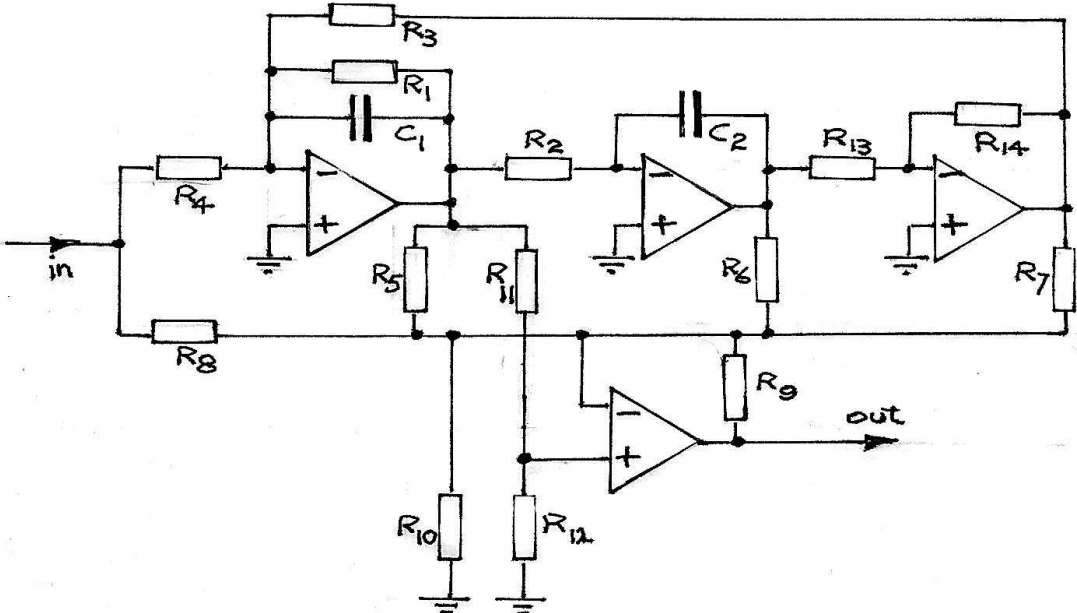 R3
R1
C1
R4
R2
C2
R13
R14
in
R5
R11
R6
R7
R8
R9
out
R10
R12
- + - + - + - +